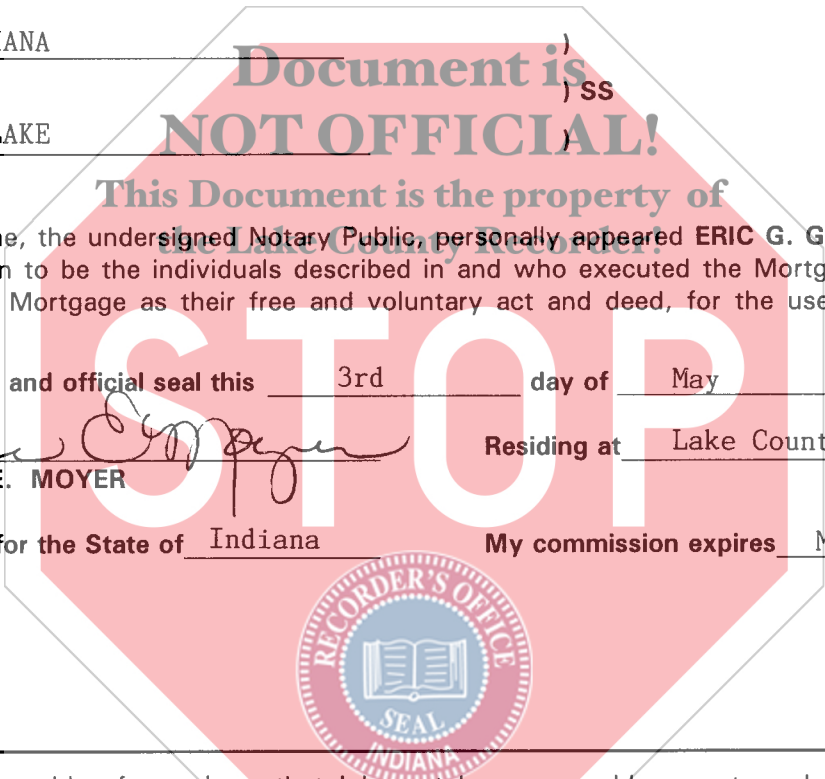 IANA )
Document is
) SS
LAKE )
NOT OFFICIAL!
This Document is the property of
the Lake County Recorder!
e, the undersigned Notary Public, personally appeared ERIC G. G
n to be the individuals described in and who executed the Mortg
Mortgage as their free and voluntary act and deed, for the use
STOP
and official seal this 3rd day of May
E. Moyer
Residing at Lake Count
E. MOYER
for the State of Indiana My commission expires M
RECORDER'S OFFICE
SEAL
INDIANA